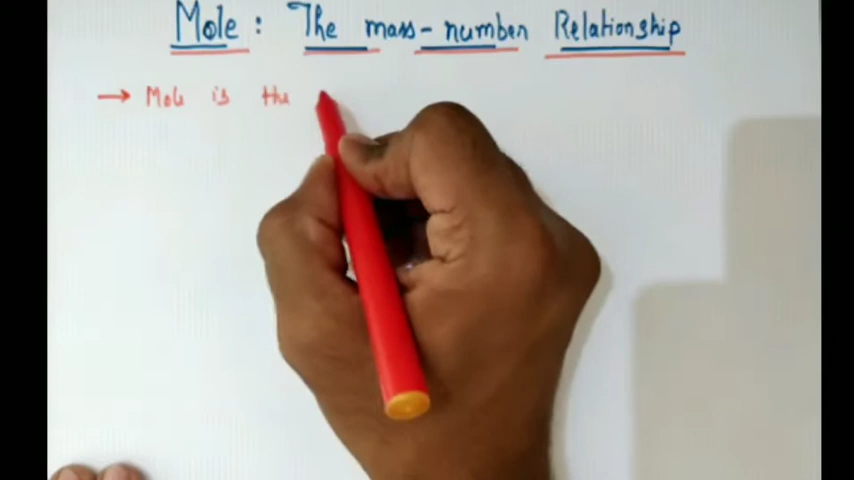 Mole : The mass-number Relationship
→ Mole is the